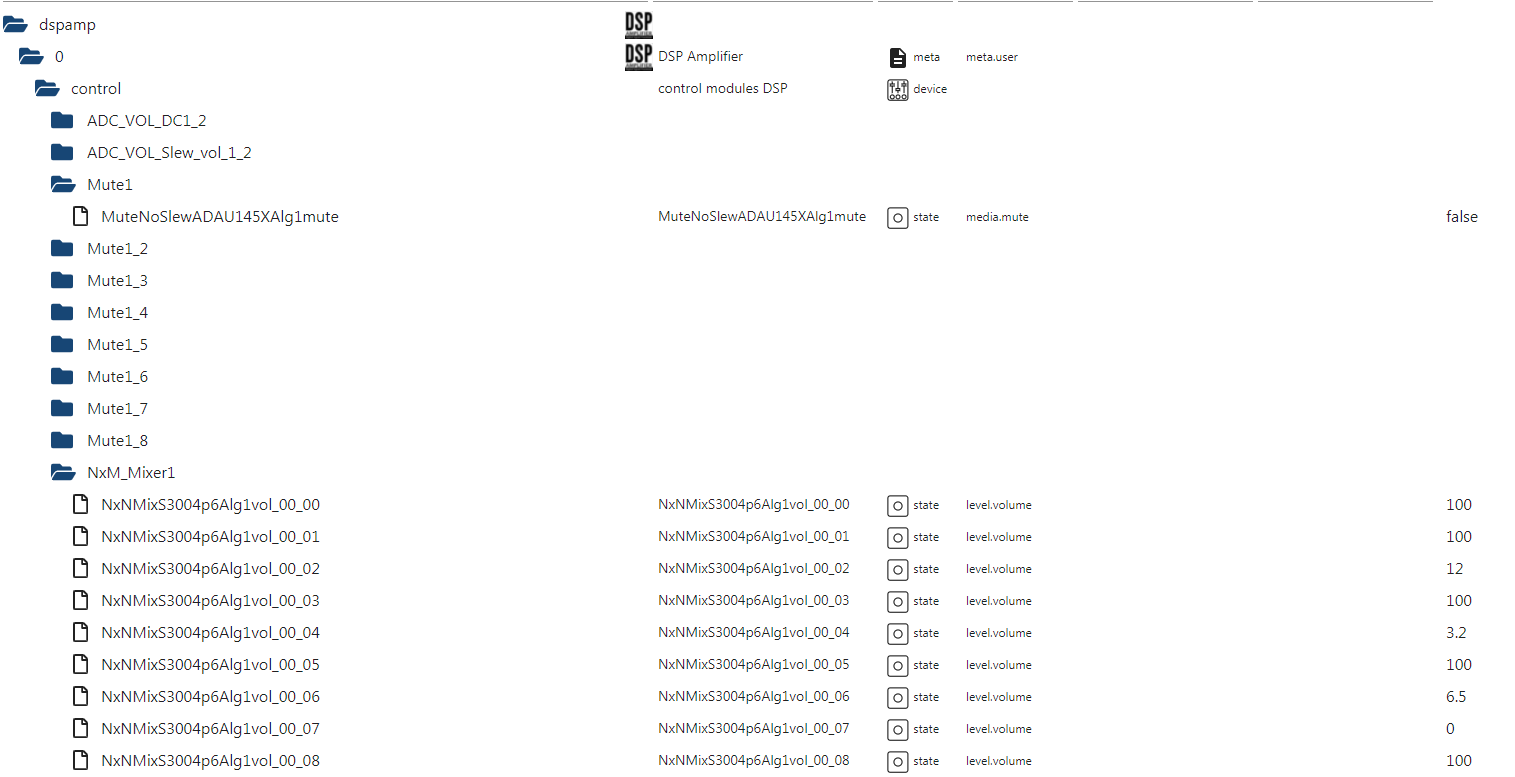 dspamp DSP AMPLIFIER
0 DSP AMPLIFIER DSP Amplifier meta meta.user
control control modules DSP device
ADC_VOL_DC1_2
ADC_VOL_Slew_vol_1_2
Mute1
MuteNoSlewADAU145XAlg1mute MuteNoSlewADAU145XAlg1mute state media.mute false
Mute1_2
Mute1_3
Mute1_4
Mute1_5
Mute1_6
Mute1_7
Mute1_8
NxM_Mixer1
NxNMixS3004p6Alg1vol_00_00 NxNMixS3004p6Alg1vol_00_00 state level.volume 100
NxNMixS3004p6Alg1vol_00_01 NxNMixS3004p6Alg1vol_00_01 state level.volume 100
NxNMixS3004p6Alg1vol_00_02 NxNMixS3004p6Alg1vol_00_02 state level.volume 12
NxNMixS3004p6Alg1vol_00_03 NxNMixS3004p6Alg1vol_00_03 state level.volume 100
NxNMixS3004p6Alg1vol_00_04 NxNMixS3004p6Alg1vol_00_04 state level.volume 3.2
NxNMixS3004p6Alg1vol_00_05 NxNMixS3004p6Alg1vol_00_05 state level.volume 100
NxNMixS3004p6Alg1vol_00_06 NxNMixS3004p6Alg1vol_00_06 state level.volume 6.5
NxNMixS3004p6Alg1vol_00_07 NxNMixS3004p6Alg1vol_00_07 state level.volume 0
NxNMixS3004p6Alg1vol_00_08 NxNMixS3004p6Alg1vol_00_08 state level.volume 100